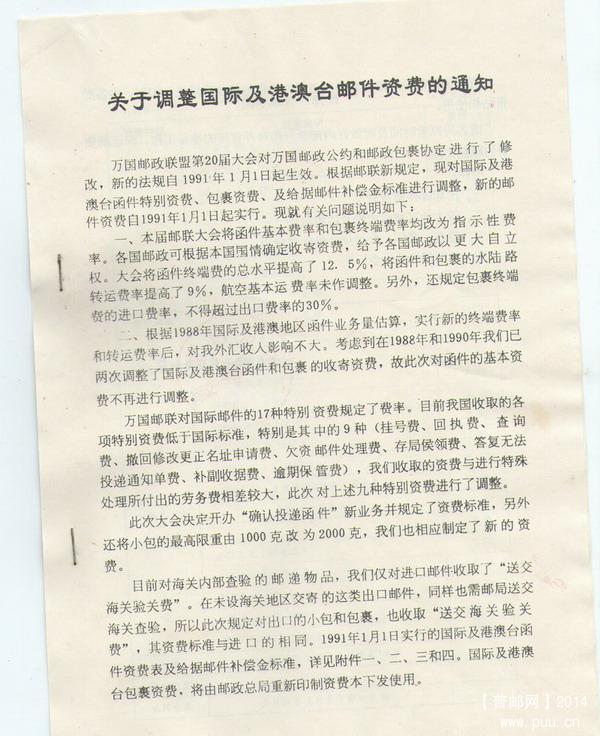 关于调整国际及港澳台邮件资费的通知
万国邮政联盟第20届大会对万国邮政公约和邮政包裹协定进行了修
改，新的法规自1991年1月1日起生效。根据邮联新规定，现对国际及港
澳台函件特别资费、包裹资费、及给据邮件补偿金标准进行调整，新的邮
件资费自1991年1月1日起实行。现就有关问题说明如下：
一、本届邮联大会将函件基本费率和包裹终端费率均改为指示性费
率。各国邮政可根据本国国情确定收寄资费，给予各国邮政以更大自立
权。大会将函件终端费的总水平提高了12．5%，将函件和包裹的水陆路
转运费率提高了9%，航空基本运费率未作调整。另外，还规定包裹终端
费的进口费率，不得超过出口费率的30%。
二、根据1988年国际及港澳地区函件业务量估算，实行新的终端费率
和转运费率后，对我外汇收人影响不大。考虑到在1988年和1990年我们已
两次调整了国际及港澳台函件和包裹的收寄资费，故此次对函件的基本资
费不再进行调整。
万国邮联对国际邮件的17种特别资费规定了费率。目前我国收取的各
项特别资费低于国际标准，特别是其中的9种（挂号费、回执费、查询
费、撤回修改更正名址申请费、欠资邮件处理费、存局侯领费、答复无法
投递通知单费、补副收据费、逾期保管费），我们收取的资费与进行特殊
处理所付出的劳务费相差较大，此次对上述九种特别资费进行了调整。
此次大会决定开办“确认投递函件”新业务并规定了资费标准，另外
还将小包的最高限重由1000克改为2000克，我们也相应制定了新的资
费。
目前对海关内部查验的邮递物品，我们仅对进口邮件收取了“送交
海关验关费”。在未设海关地区交寄的这类出口邮件，同样也需邮局送交
海关查验，所以此次规定对出口的小包和包裹，也收取“送交海关验关
费”，其资费标准与进口的相同。1991年1月1日实行的国际及港澳台函
件资费表及给据邮件补偿金标准，详见附件一、二、三和四。国际及港澳
台包裹资费，将由邮政总局重新印制资费本下发使用。
【普邮网】2014
www.puu.cn